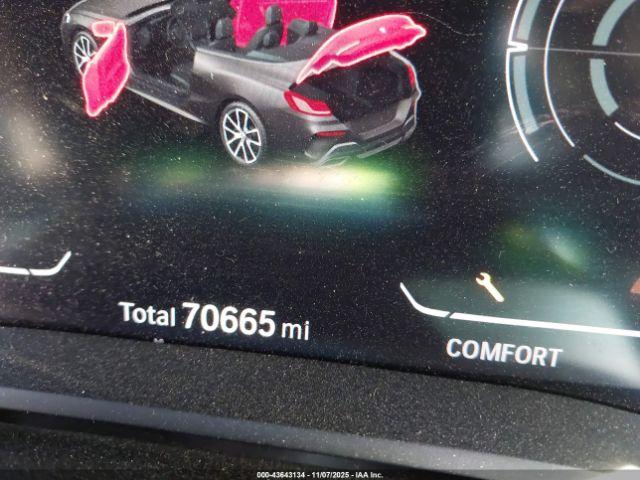 Total 70665 mi
COMFORT
000-43643134 - 11/07/2025 - IAA Inc.